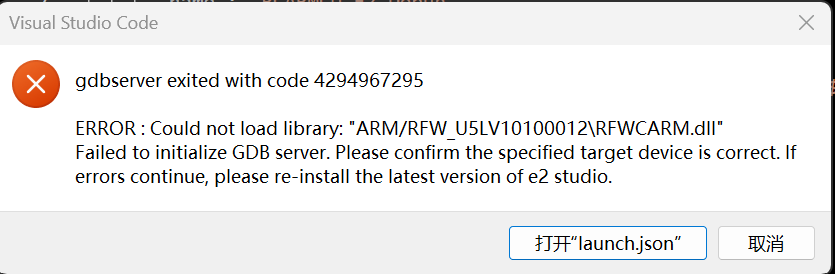 Visual Studio Code
gdbserver exited with code 4294967295
ERROR : Could not load library: "ARM/RFW_U5LV10100012\RFWCARM.dll"
Failed to initialize GDB server. Please confirm the specified target device is correct. If
errors continue, please re-install the latest version of e2 studio.
打开“launch.json”
取消